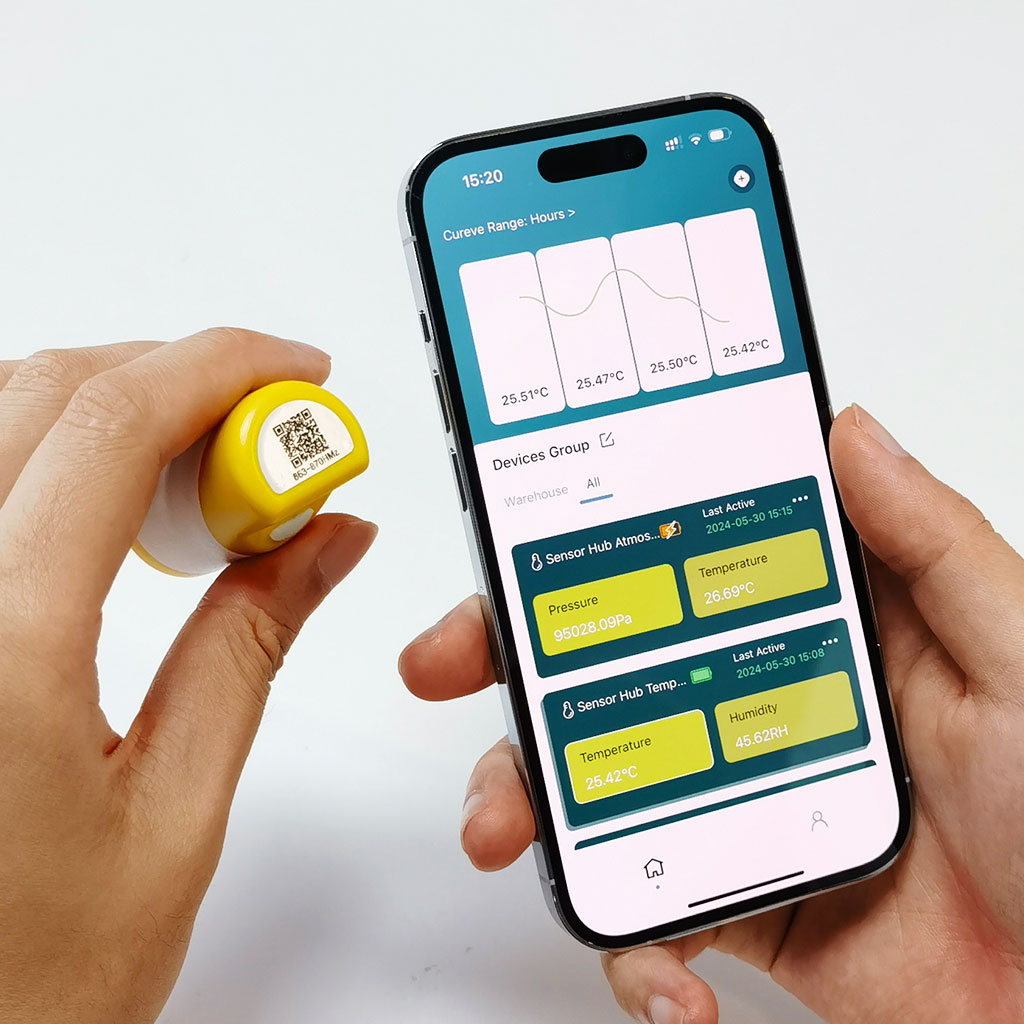 863-870HMz
15:20
Cureve Range: Hours >
25.51°C
25.47°C
25.50°C
25.42°C
Devices Group
Warehouse All
Sensor Hub Atmos...
Last Active
2024-05-30 15:15
Pressure
95028.09Pa
Temperature
26.69°C
Sensor Hub Temp...
Last Active
2024-05-30 15:08
Temperature
25.42°C
Humidity
45.62RH